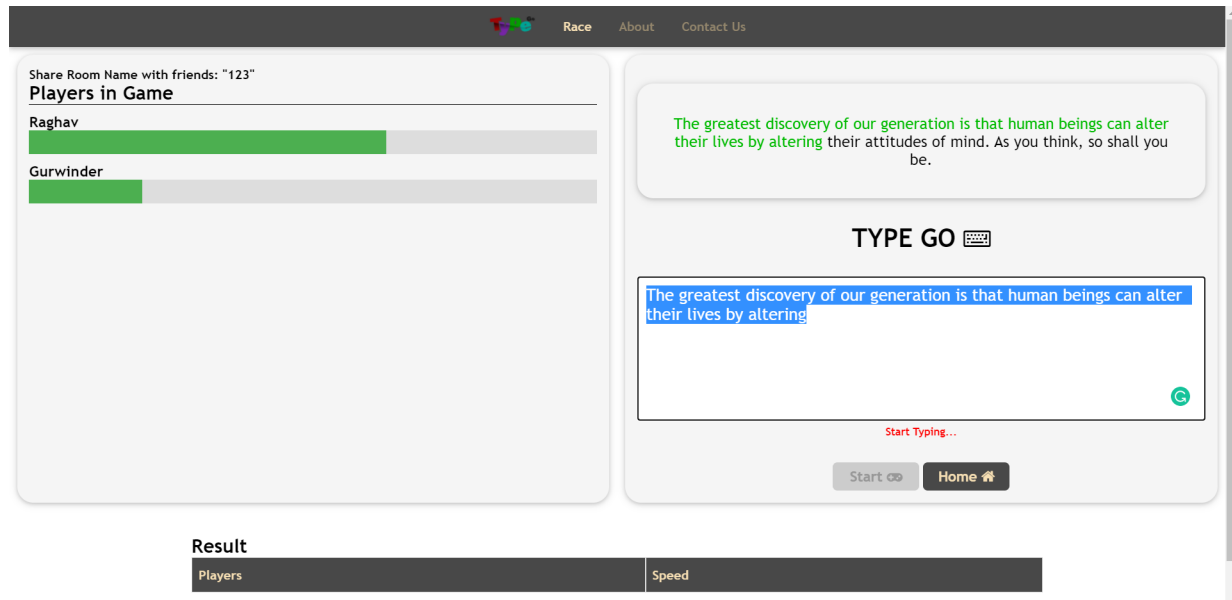 Type
Race
About
Contact Us
Share Room Name with friends: "123"
Players in Game
Raghav
Gurwinder
The greatest discovery of our generation is that human beings can alter
their lives by altering their attitudes of mind. As you think, so shall you
be.
TYPE GO
The greatest discovery of our generation is that human beings can alter
their lives by altering
Start Typing...
Start
Home
Result
Players
Speed